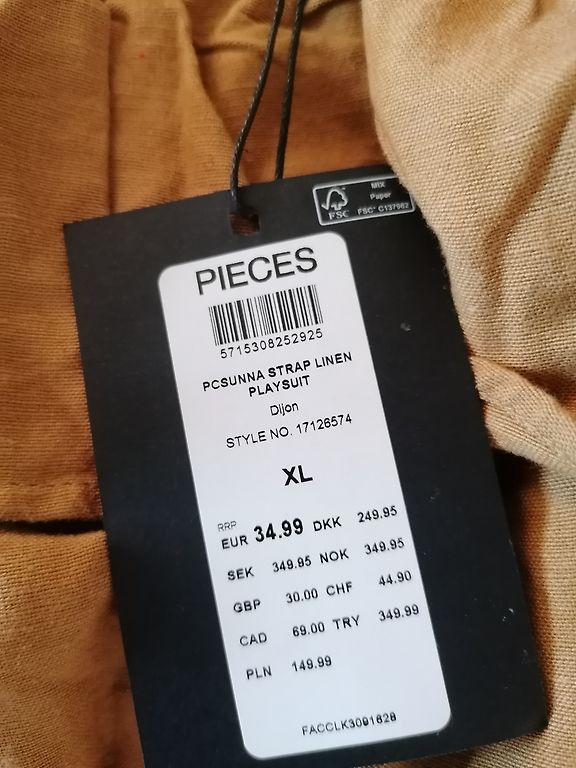 Mix
Paper
FSC
FSC® C137982
PIECES
5715308252925
PCSUNNA STRAP LINEN
PLAYSUIT
Dijon
STYLE NO. 17126574
XL
RRP
EUR 34.99 DKK 249.95
SEK 349.95 NOK 349.95
GBP 30.00 CHF 44.90
CAD 69.00 TRY 349.99
PLN 149.99
FACCLK3091628